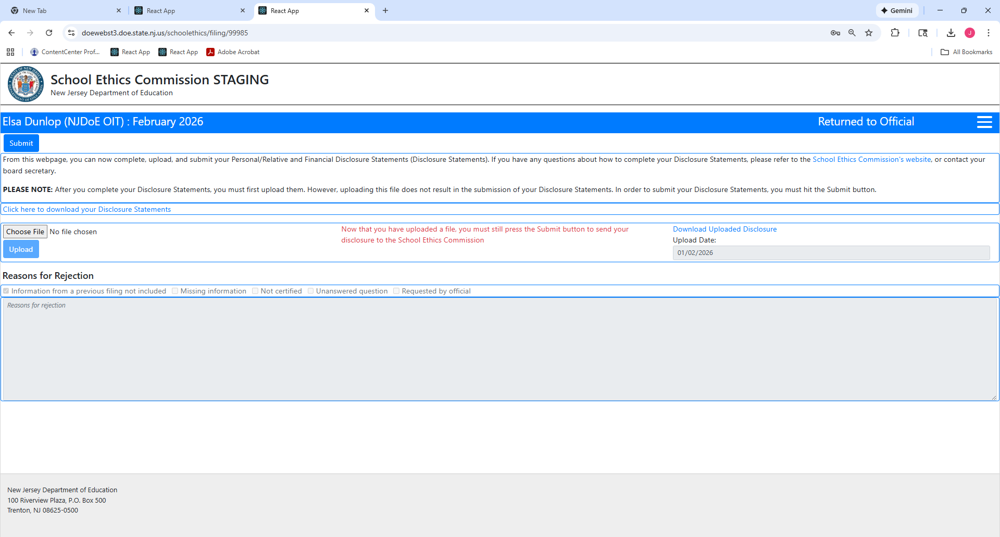 New Tab
React App
React App
Gemini
doewebst3.doe.state.nj.us/schoolethics/filing/99985
J
ContentCenter Prof...
React App
React App
Adobe Acrobat
All Bookmarks
School Ethics Commission STAGING
New Jersey Department of Education
Elsa Dunlop (NJDoE OIT) : February 2026
Returned to Official
Submit
From this webpage, you can now complete, upload, and submit your Personal/Relative and Financial Disclosure Statements (Disclosure Statements). If you have any questions about how to complete your Disclosure Statements, please refer to the School Ethics Commission's website, or contact your
board secretary.
PLEASE NOTE: After you complete your Disclosure Statements, you must first upload them. However, uploading this file does not result in the submission of your Disclosure Statements. In order to submit your Disclosure Statements, you must hit the Submit button.
Click here to download your Disclosure Statements
Choose File No file chosen
Upload
Now that you have uploaded a file, you must still press the Submit button to send your
disclosure to the School Ethics Commission
Download Uploaded Disclosure
Upload Date:
01/02/2026
Reasons for Rejection
Information from a previous filing not included Missing information Not certified Unanswered question Requested by official
Reasons for rejection
New Jersey Department of Education
100 Riverview Plaza, P.O. Box 500
Trenton, NJ 08625-0500